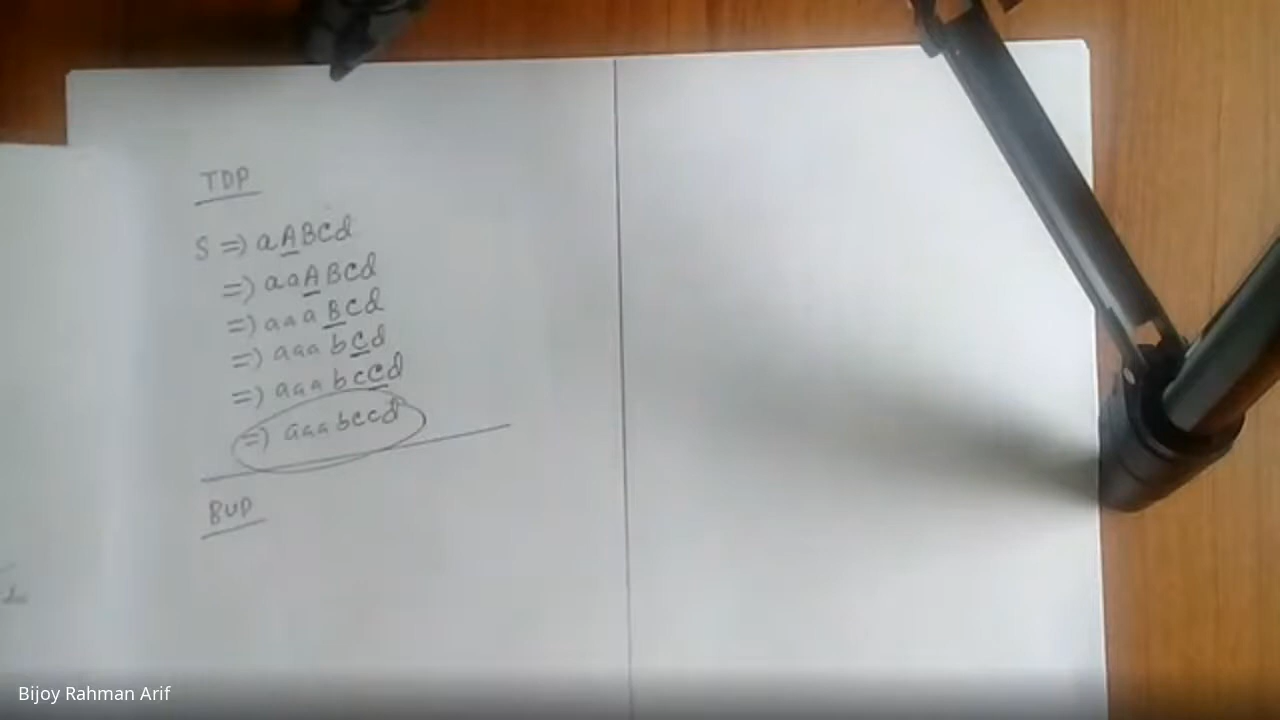 TDP
S => aABCd
=> aaABCd
=> aaaBCd
=> aaabCd
=> aaabcCd
=> aaabccd
BUP
Bijoy Rahman Arif